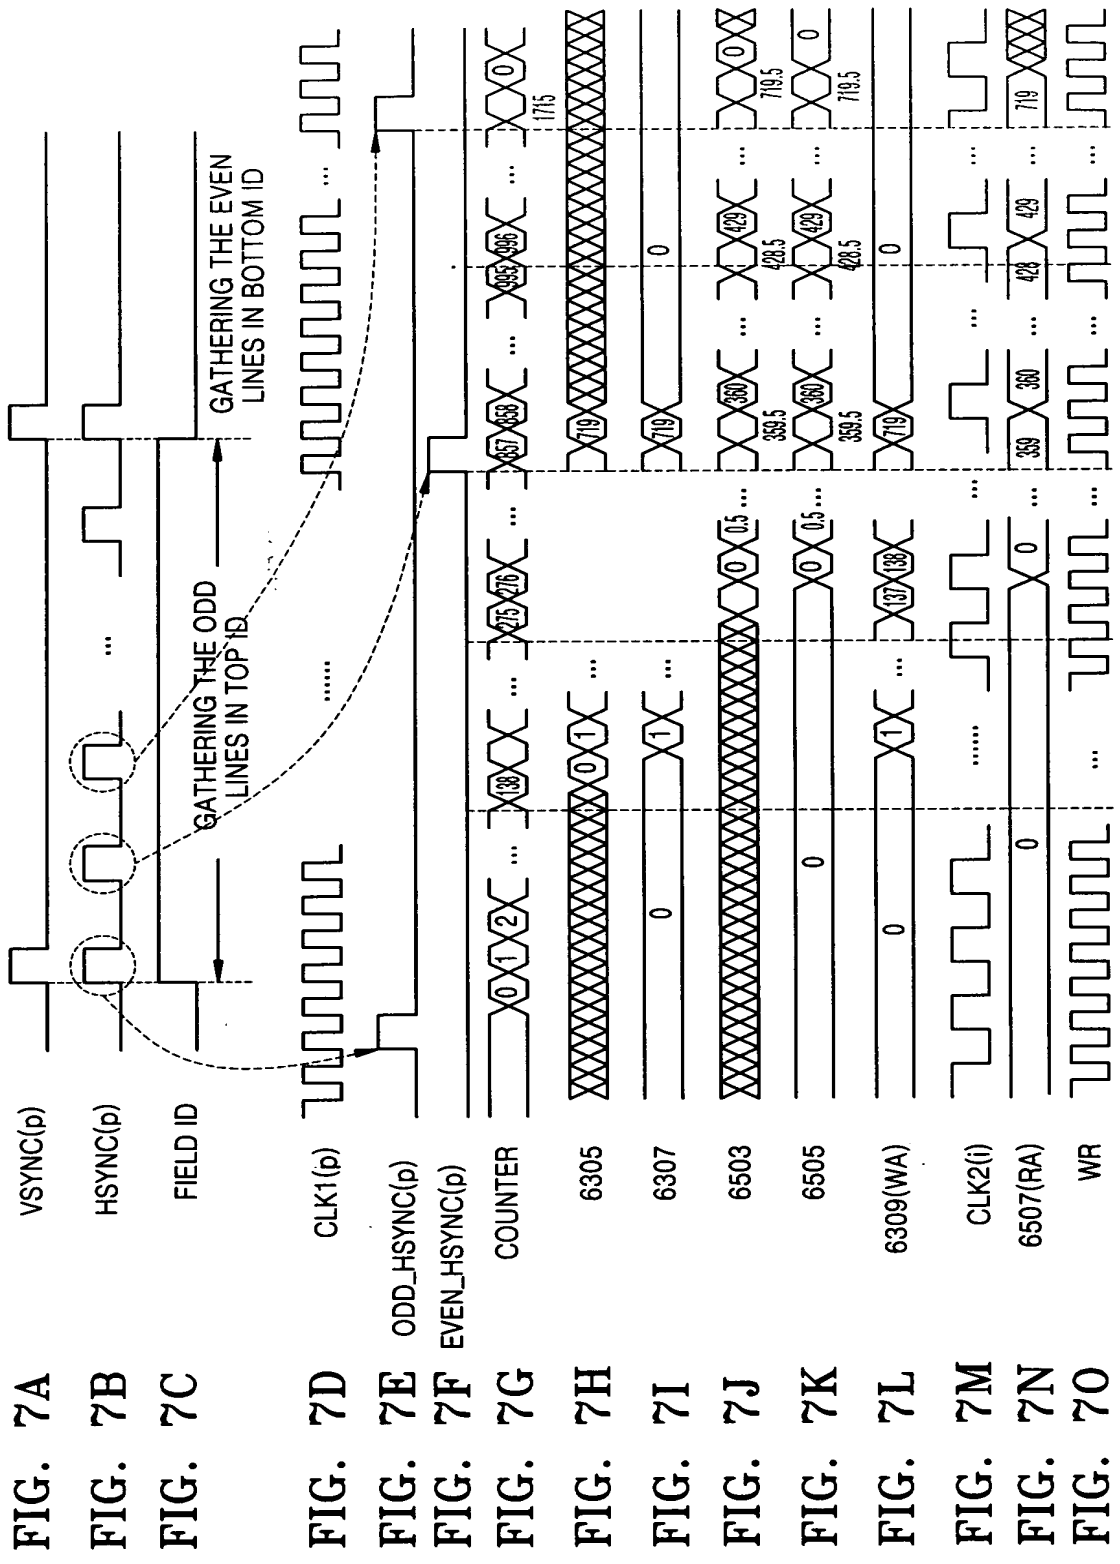 FIG. 7A VSYNC(p)
FIG. 7B HSYNC(p) ...
FIG. 7C FIELD ID
GATHERING THE ODD
LINES IN TOP ID
GATHERING THE EVEN
LINES IN BOTTOM ID
FIG. 7D CLK1(p) ...... ...
FIG. 7E ODD_HSYNC(p)
FIG. 7F EVEN_HSYNC(p)
FIG. 7G COUNTER 0 1 2 ... 138 ... 275 276 ... 857 858 ... 995 996 ... 0
1715
FIG. 7H 6305 0 1 ... 719
FIG. 7I 6307 0 1 ... 719 0
FIG. 7J 6503 0 0.5 ... 360 ... 429 ... 0
359.5 428.5 719.5
FIG. 7K 6505 0 0 0.5 ... 360 ... 429 ... 0
359.5 428.5 719.5
FIG. 7L 6309(WA) 0 1 ... 137 138 719 0
FIG. 7M CLK2(i) ...... ... ... ...
FIG. 7N 6507(RA) 0 0 ... 359 360 ... 428 429 ... 719
FIG. 7O WR ... ... ... ...